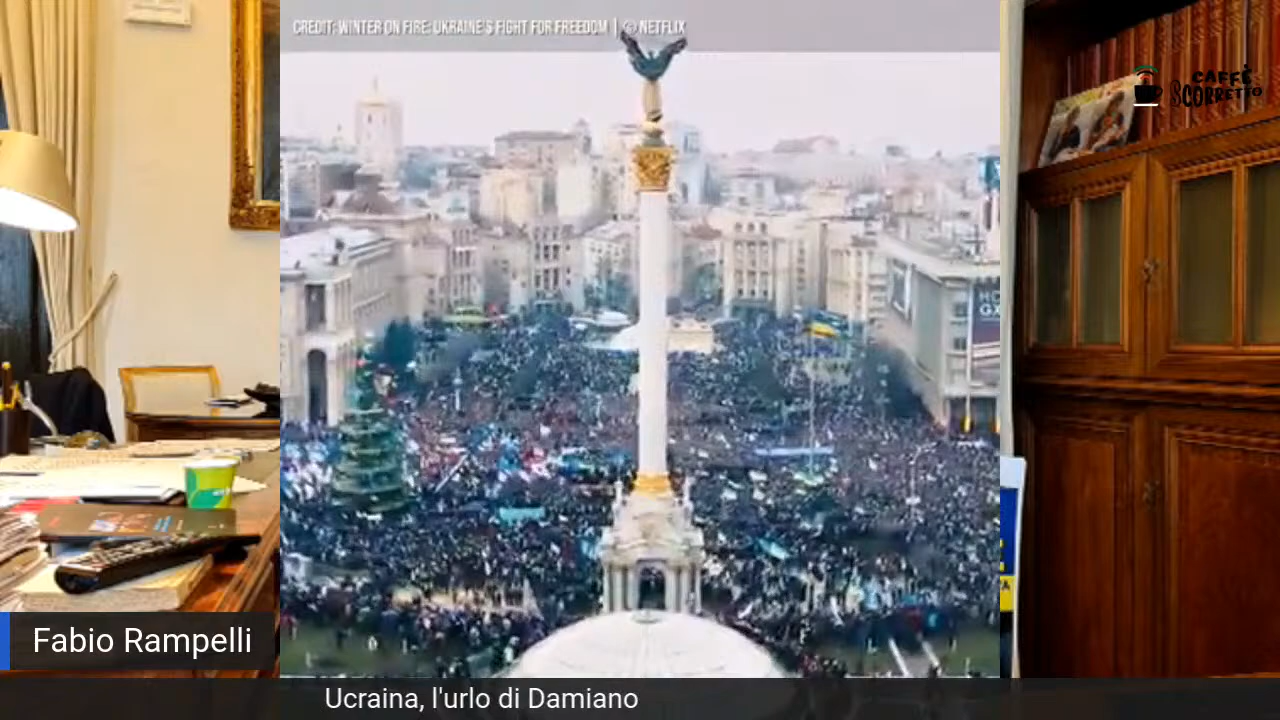 CREDIT: WINTER ON FIRE: UKRAINE'S FIGHT FOR FREEDOM | © NETFLIX
CAFFÈ
SCORRETTO
Fabio Rampelli
Ucraina, l'urlo di Damiano